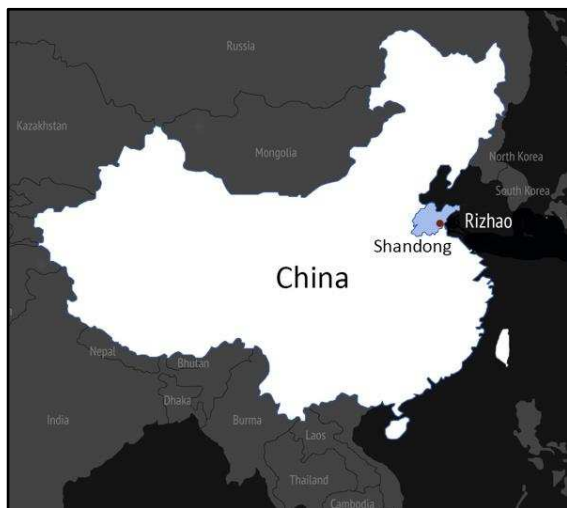 Russia
Kazakhstan
Mongolia
North Korea
South Korea
Rizhao
Shandong
China
Nepal
Bhutan
Dhaka
India
Burma
Laos
Thailand
Cambodia